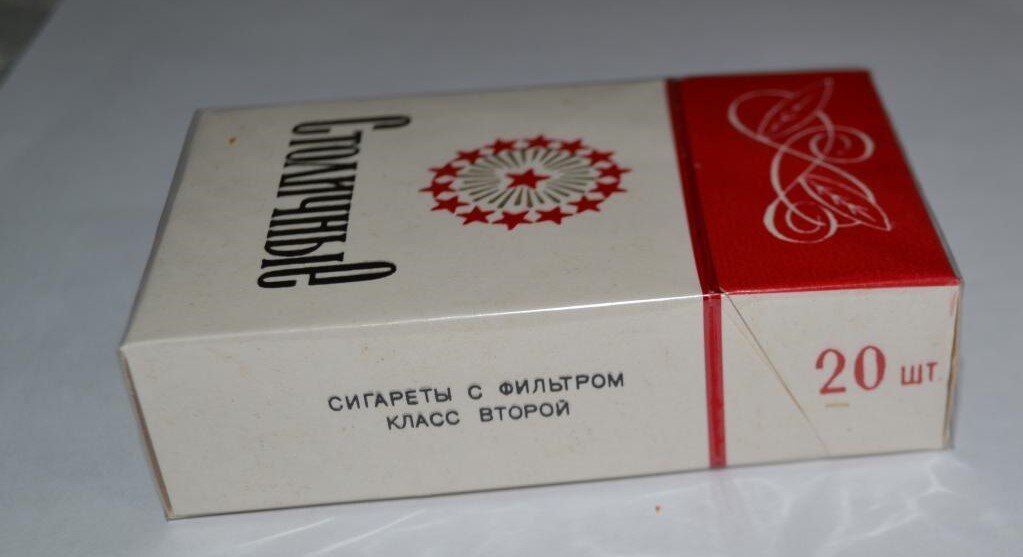 Столичные
СИГАРЕТЫ С ФИЛЬТРОМ
КЛАСС ВТОРОЙ
20 шт.